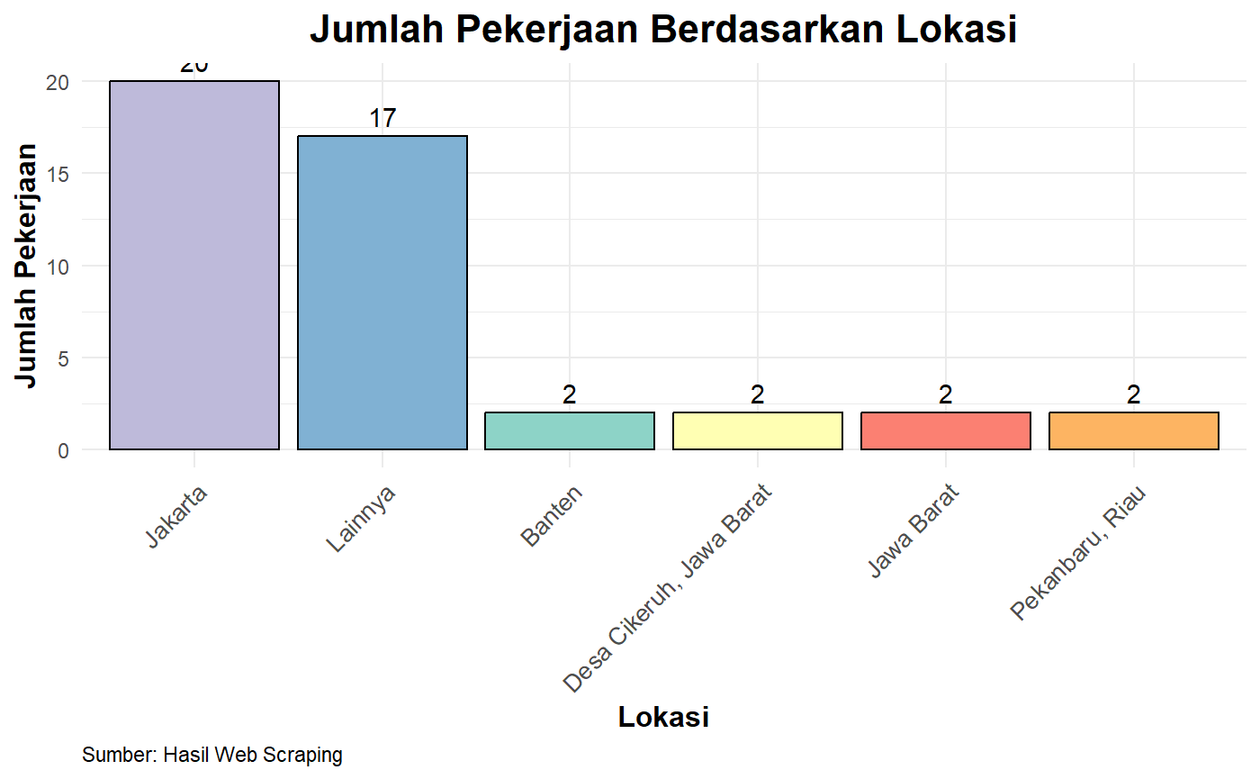 Jumlah Pekerjaan Berdasarkan Lokasi
Jumlah Pekerjaan
20
15
10
5
0
20
17
2
2
2
2
Jakarta
Lainnya
Banten
Desa Cikeruh, Jawa Barat
Jawa Barat
Pekanbaru, Riau
Lokasi
Sumber: Hasil Web Scraping